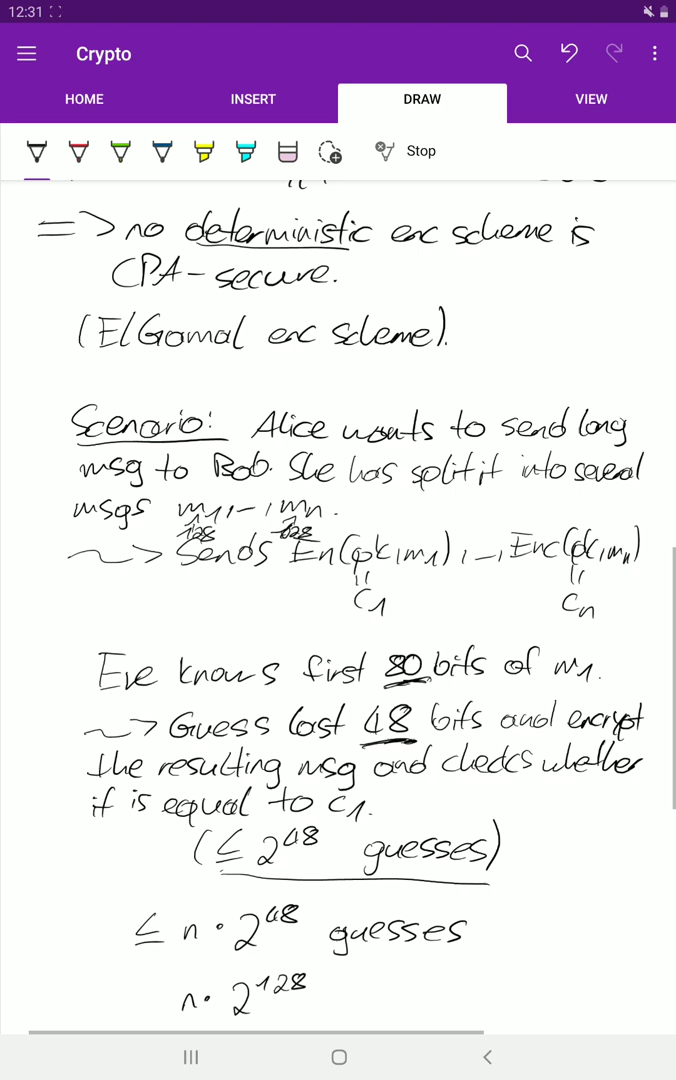 12:31
Crypto
HOME INSERT DRAW VIEW
Stop
=> no deterministic enc scheme is
CPA-secure.
(ElGamal enc scheme).
Scenario: Alice wants to send long
msg to Bob. She has split it into several
msgs m1,-,mn.
128 128
~> Sends En(pk,m1),-,Enc(pk,mn)
"
"
C1
Cn
Eve knows first 80 bits of m1.
~> Guess last 48 bits and encrypt
the resulting msg and checks whether
if is equal to C1.
(≤ 2^48 guesses)
≤ n · 2^48 guesses
n · 2^128